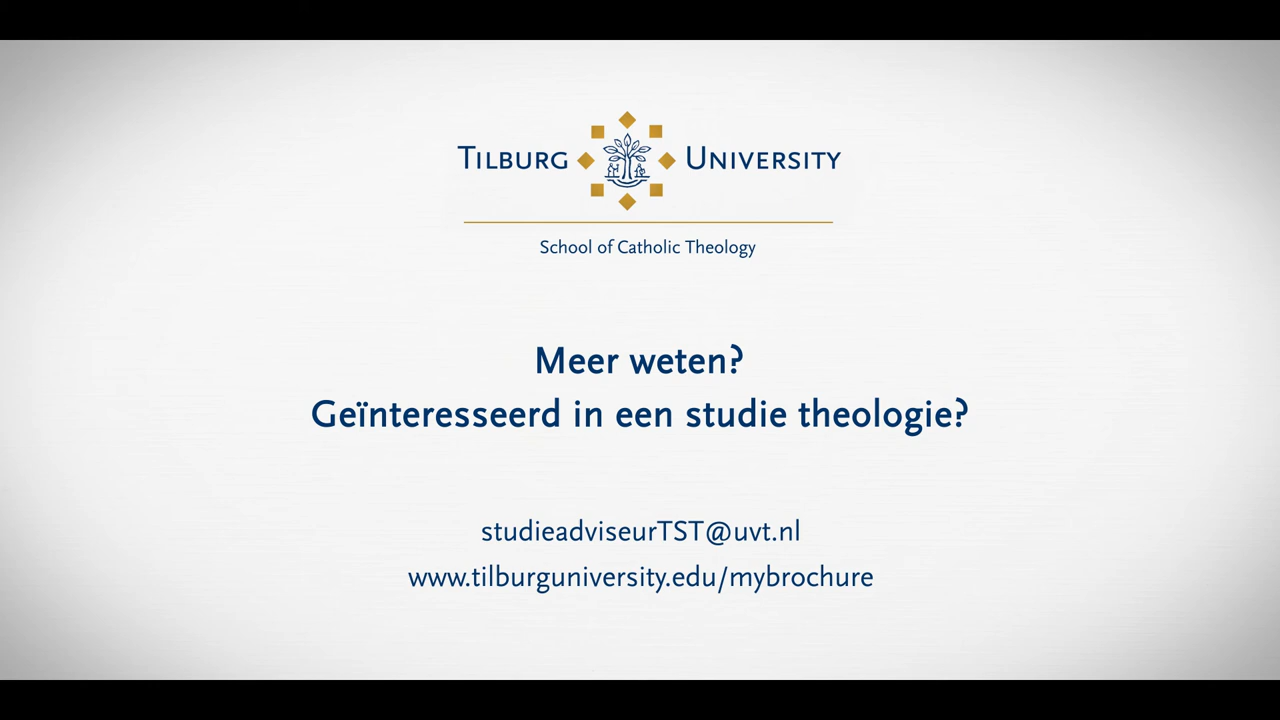 TILBURG UNIVERSITY
School of Catholic Theology
Meer weten?
Geïnteresseerd in een studie theologie?
studieadviseurTST@uvt.nl
www.tilburguniversity.edu/mybrochure